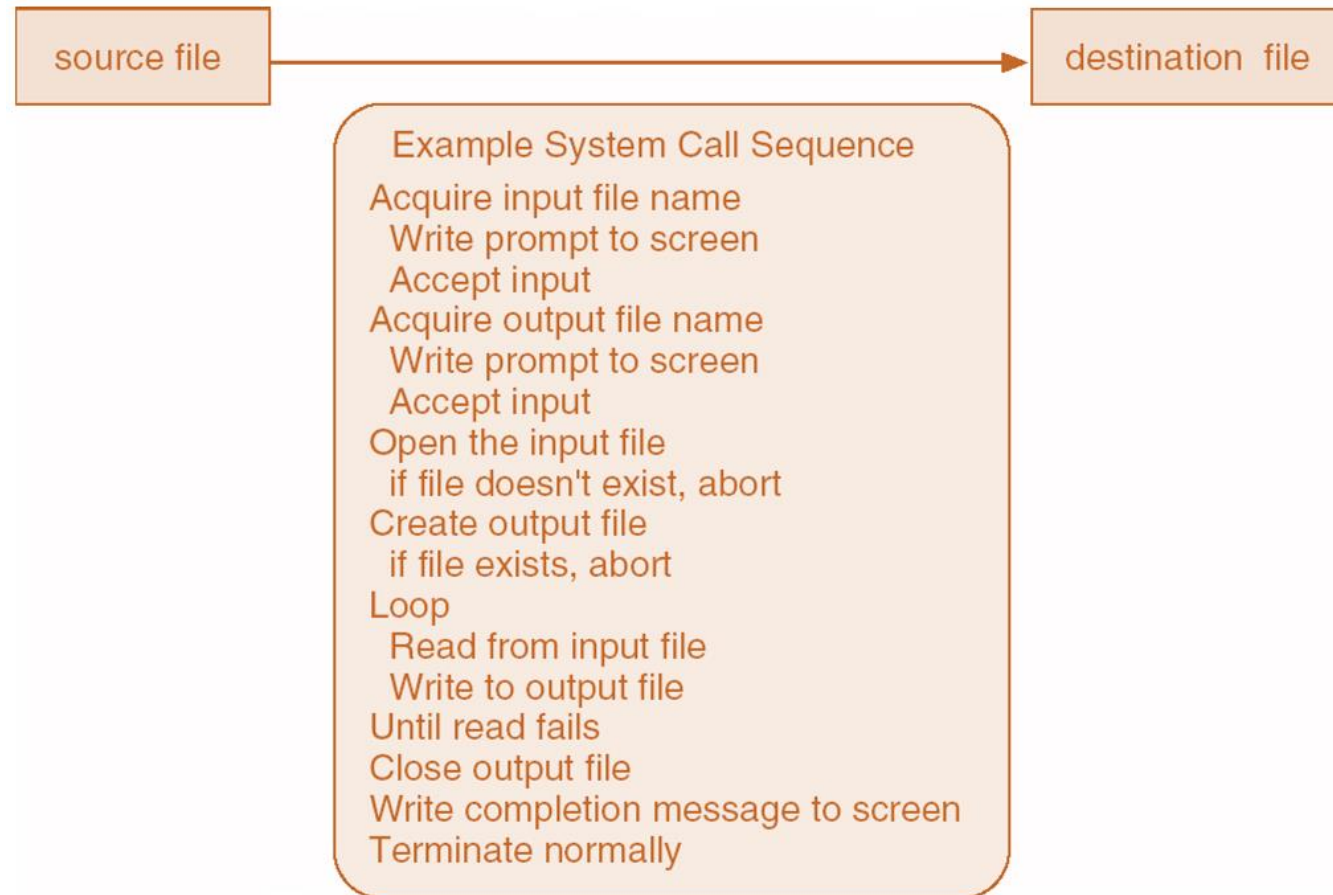 source file
destination file
Example System Call Sequence
Acquire input file name
Write prompt to screen
Accept input
Acquire output file name
Write prompt to screen
Accept input
Open the input file
if file doesn't exist, abort
Create output file
if file exists, abort
Loop
Read from input file
Write to output file
Until read fails
Close output file
Write completion message to screen
Terminate normally